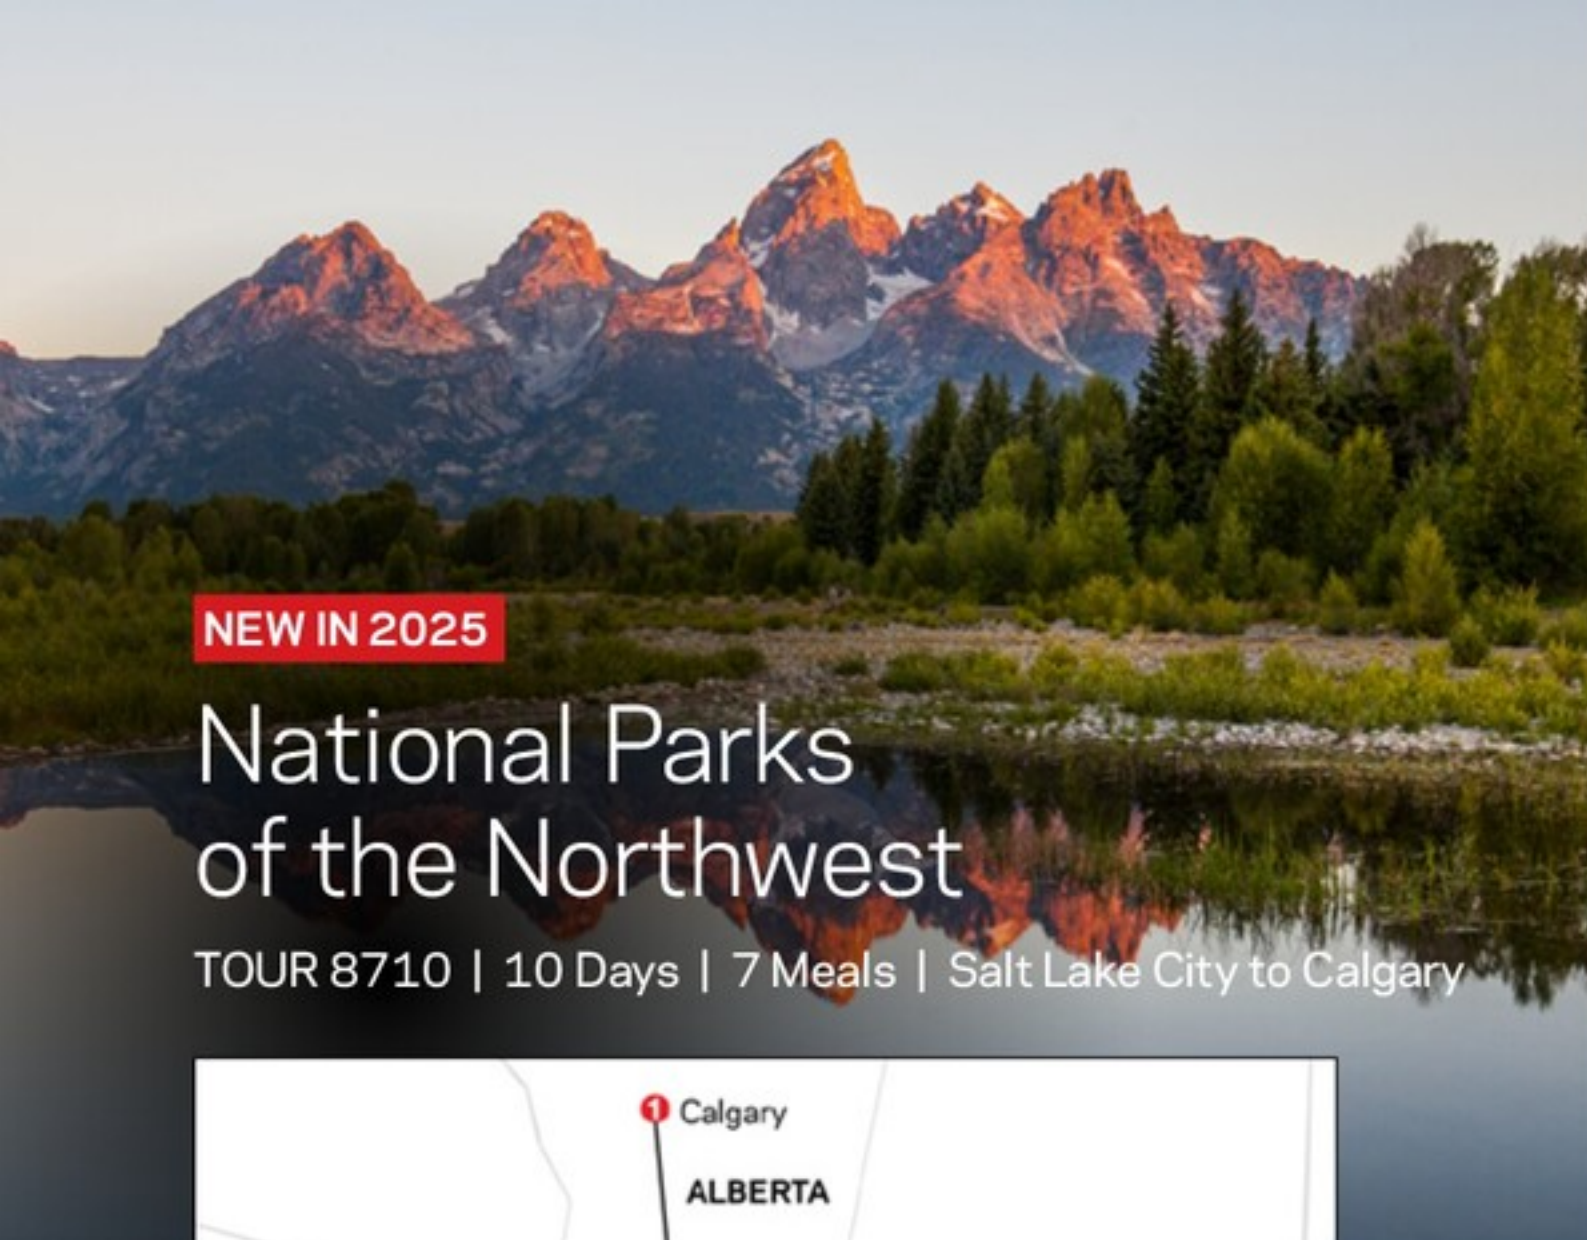 NEW IN 2025
National Parks
of the Northwest
TOUR 8710 | 10 Days | 7 Meals | Salt Lake City to Calgary
1 Calgary
ALBERTA